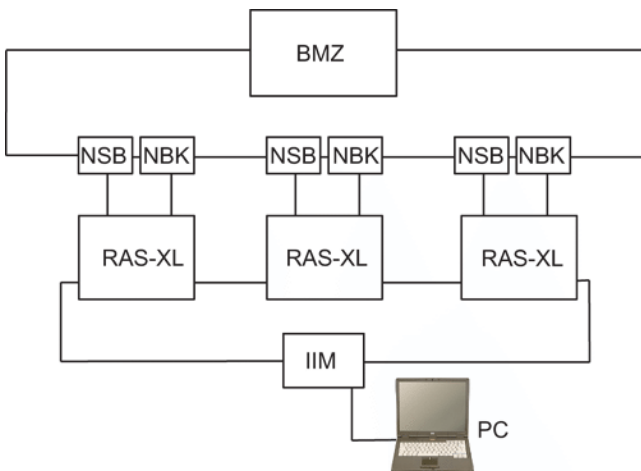 BMZ
NSB NBK NSB NBK NSB NBK
RAS-XL RAS-XL RAS-XL
IIM
PC